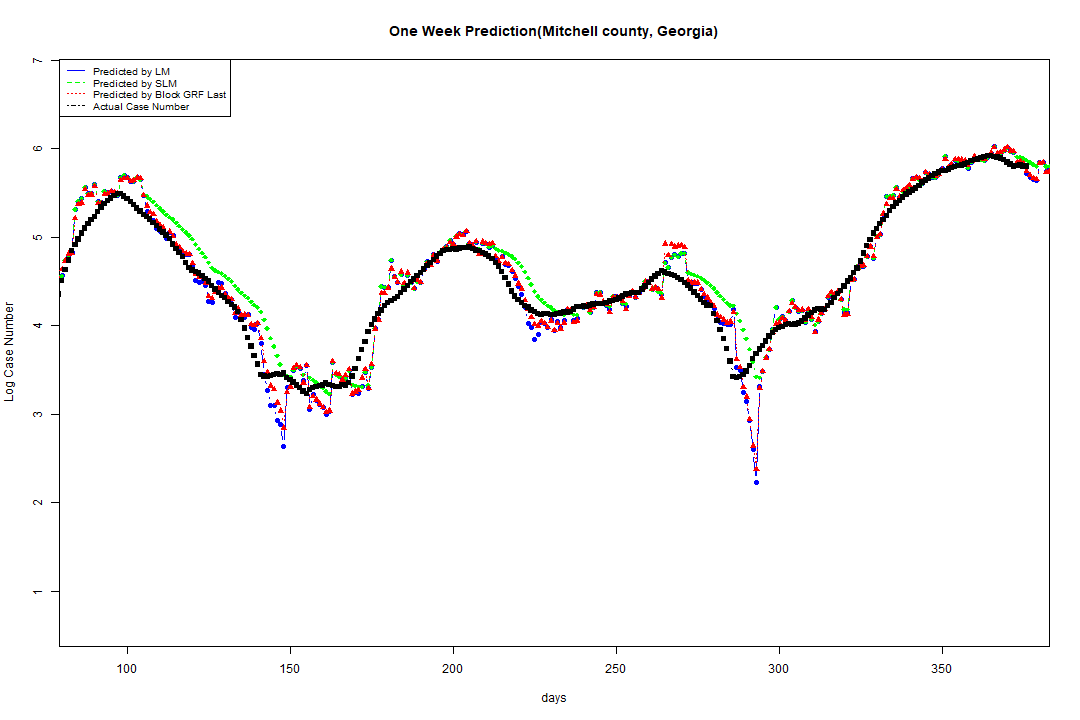 One Week Prediction(Mitchell county, Georgia)
Predicted by LM
Predicted by SLM
Predicted by Block GRF Last
Actual Case Number
Log Case Number
7
6
5
4
3
2
1
100 150 200 250 300 350
days